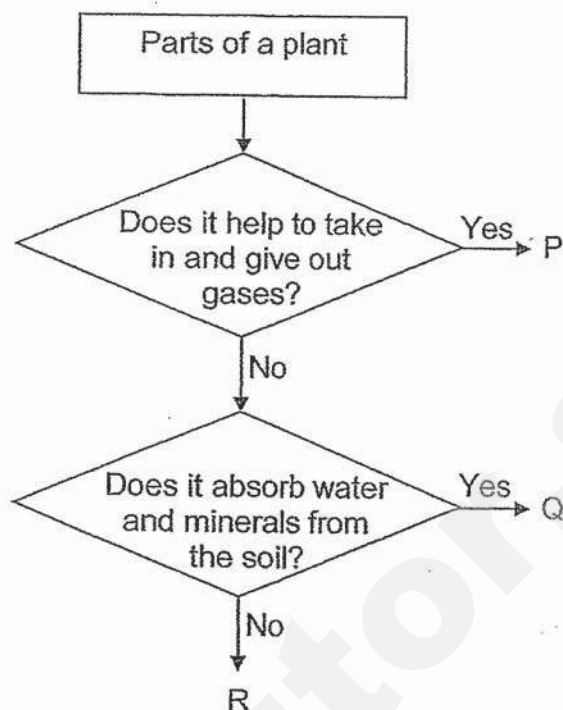 Parts of a plant
Does it help to take
in and give out
gases?
Yes
P
No
Does it absorb water
and minerals from
the soil?
Yes
Q
No
R